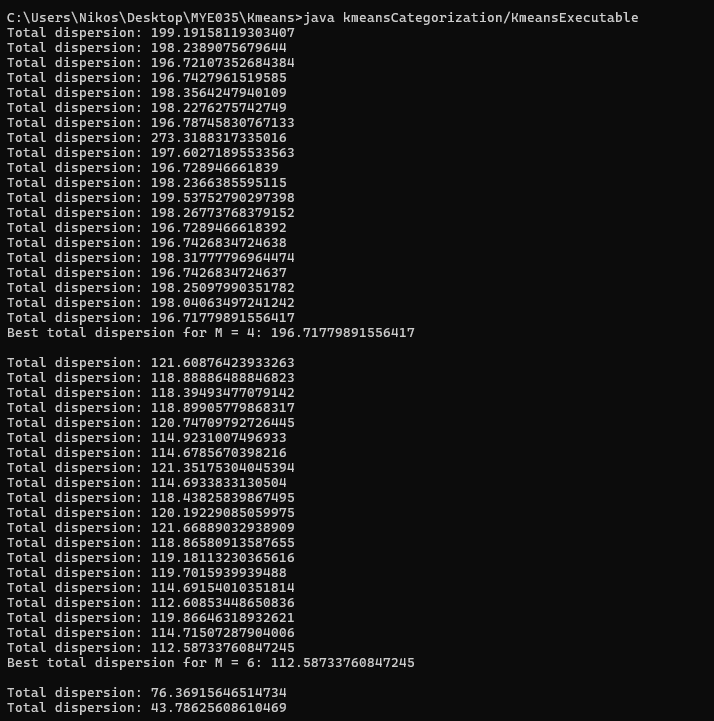 C:\Users\Nikos\Desktop\MYE035\Kmeans>java kmeansCategorization/KmeansExecutable
Total dispersion: 199.19158119303407
Total dispersion: 198.2389075679644
Total dispersion: 196.72107352684384
Total dispersion: 196.7427961519585
Total dispersion: 198.3564247940109
Total dispersion: 198.2276275742749
Total dispersion: 196.78745830767133
Total dispersion: 273.3188317335016
Total dispersion: 197.60271895533563
Total dispersion: 196.728946661839
Total dispersion: 198.2366385595115
Total dispersion: 199.53752790297398
Total dispersion: 198.26773768379152
Total dispersion: 196.7289466618392
Total dispersion: 196.7426834724638
Total dispersion: 198.31777796964474
Total dispersion: 196.7426834724637
Total dispersion: 198.25097990351782
Total dispersion: 198.04063497241242
Total dispersion: 196.71779891556417
Best total dispersion for M = 4: 196.71779891556417
Total dispersion: 121.60876423933263
Total dispersion: 118.88864888846823
Total dispersion: 118.39493477079142
Total dispersion: 118.89905779868317
Total dispersion: 120.74709792726445
Total dispersion: 114.9231007496933
Total dispersion: 114.6785670398216
Total dispersion: 121.35175304045394
Total dispersion: 114.6933833130504
Total dispersion: 118.43825839867495
Total dispersion: 120.19229085059975
Total dispersion: 121.66889032938909
Total dispersion: 118.86580913587655
Total dispersion: 119.18113230365616
Total dispersion: 119.7015939939488
Total dispersion: 114.69154010351814
Total dispersion: 112.60853448650836
Total dispersion: 119.86646318932621
Total dispersion: 114.71507287904006
Total dispersion: 112.58733760847245
Best total dispersion for M = 6: 112.58733760847245
Total dispersion: 76.36915646514734
Total dispersion: 43.78625608610469